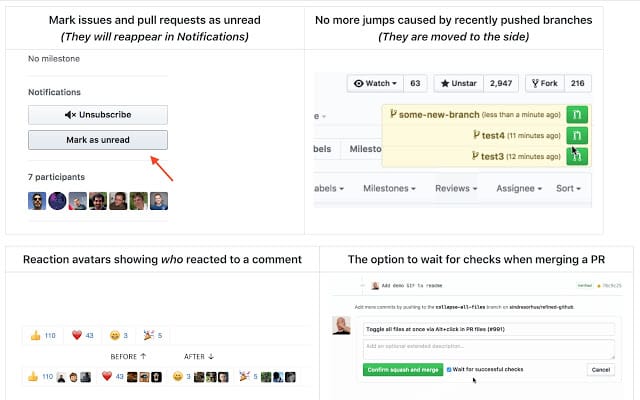 Mark issues and pull requests as unread
(They will reappear in Notifications)
No milestone
Notifications
Unsubscribe
Mark as unread
7 participants
No more jumps caused by recently pushed branches
(They are moved to the side)
Watch 63 Unstar 2,947 Fork 216
some-new-branch (less than a minute ago)
test4 (11 minutes ago)
test3 (12 minutes ago)
bels Milesto
abels Milestones Reviews Assignee Sort
Reaction avatars showing who reacted to a comment
110 43 3 5
BEFORE ↑ AFTER ↓
110 43 3 5
The option to wait for checks when merging a PR
Add demo GIF to readme
Add more commits by pushing to the collapse-all-files branch on sindresorhus/refined-github.
Toggle all files at once via Alt+click in PR files (#991)
Add an optional extended description...
Confirm squash and merge Wait for successful checks Cancel